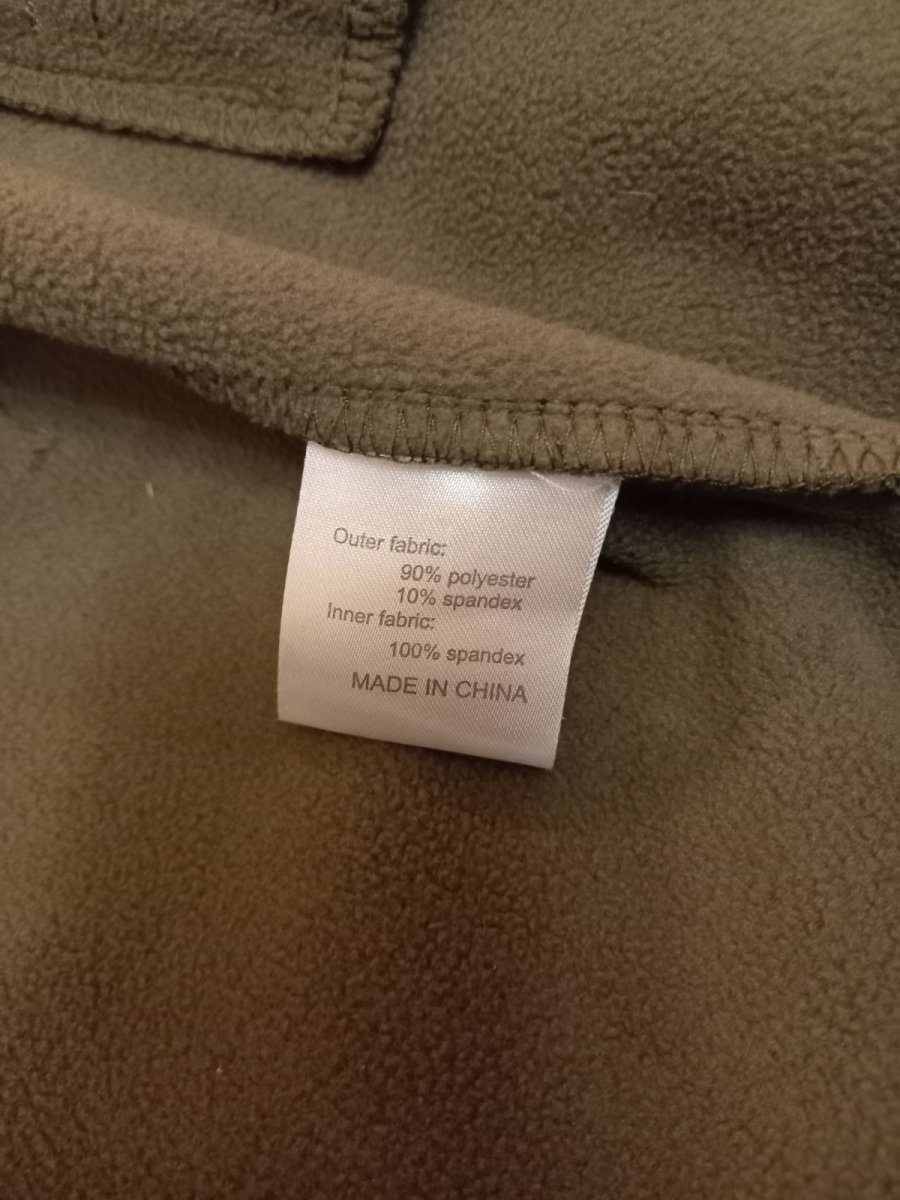 Outer fabric:
90% polyester
10% spandex
Inner fabric:
100% spandex
MADE IN CHINA